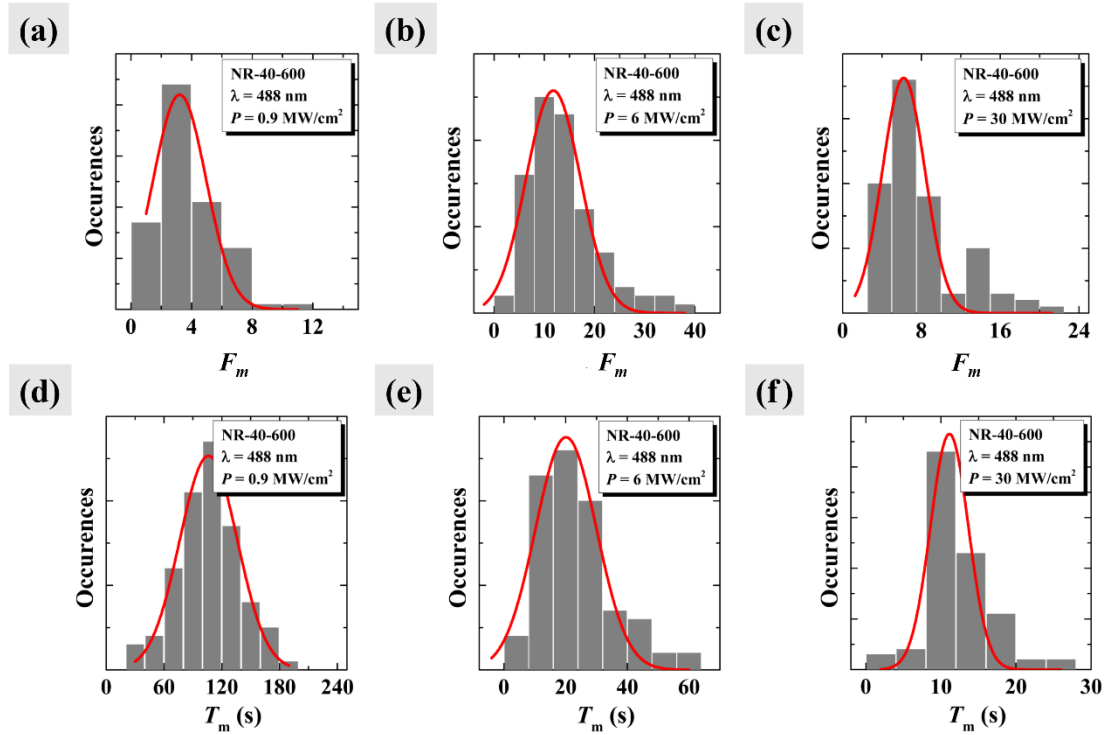 (a)
NR-40-600
λ = 488 nm
P = 0.9 MW/cm²
Occurences
0 4 8 12
Fm
(b)
NR-40-600
λ = 488 nm
P = 6 MW/cm²
Occurences
0 10 20 30 40
Fm
(c)
NR-40-600
λ = 488 nm
P = 30 MW/cm²
Occurences
0 8 16 24
Fm
(d)
NR-40-600
λ = 488 nm
P = 0.9 MW/cm²
Occurences
0 60 120 180 240
Tm (s)
(e)
NR-40-600
λ = 488 nm
P = 6 MW/cm²
Occurences
0 20 40 60
Tm (s)
(f)
NR-40-600
λ = 488 nm
P = 30 MW/cm²
Occurences
0 10 20 30
Tm (s)